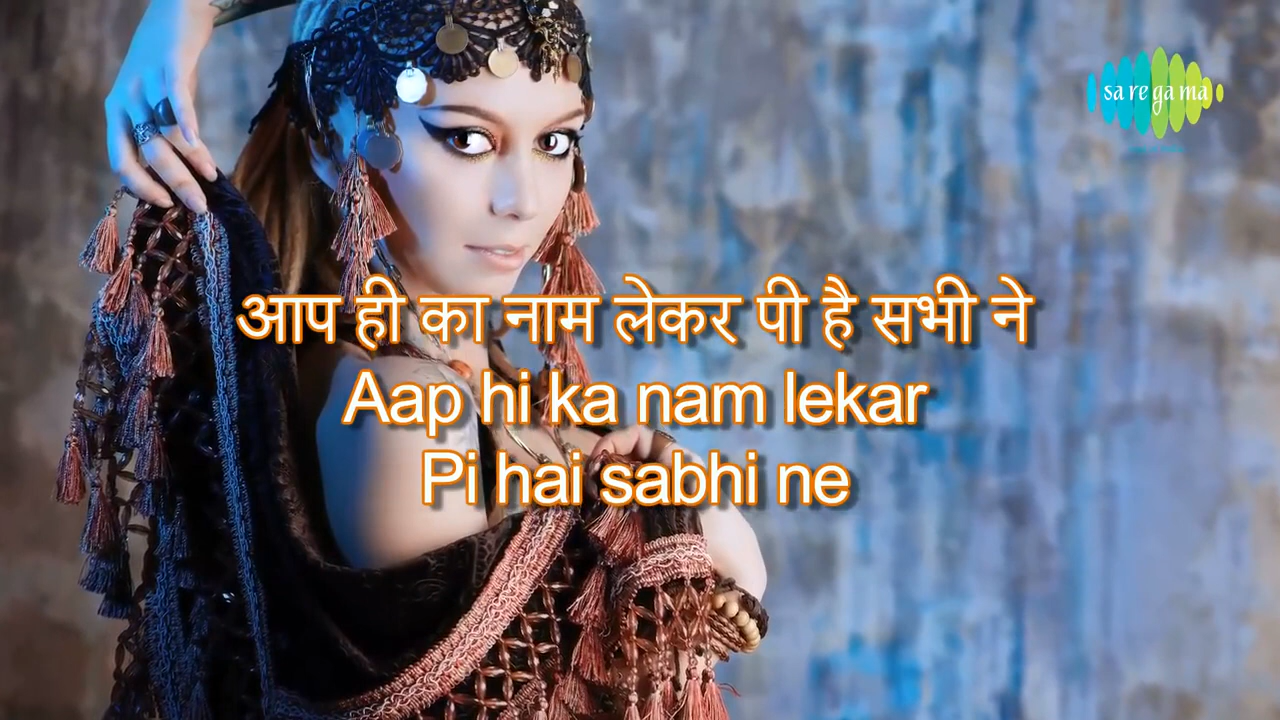 sa re ga ma
आप ही का नाम लेकर पी है सभी ने
Aap hi ka nam lekar
Pi hai sabhi ne